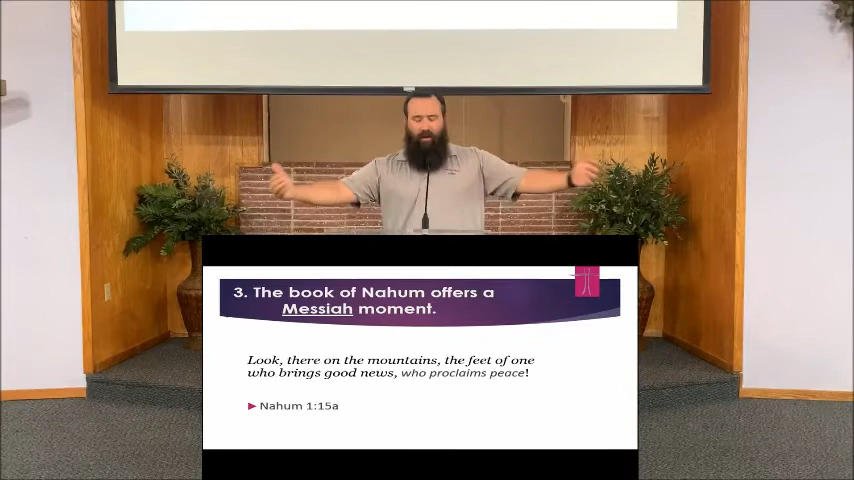 3. The book of Nahum offers a
Messiah moment.
Look, there on the mountains, the feet of one
who brings good news, who proclaims peace!
Nahum 1:15a